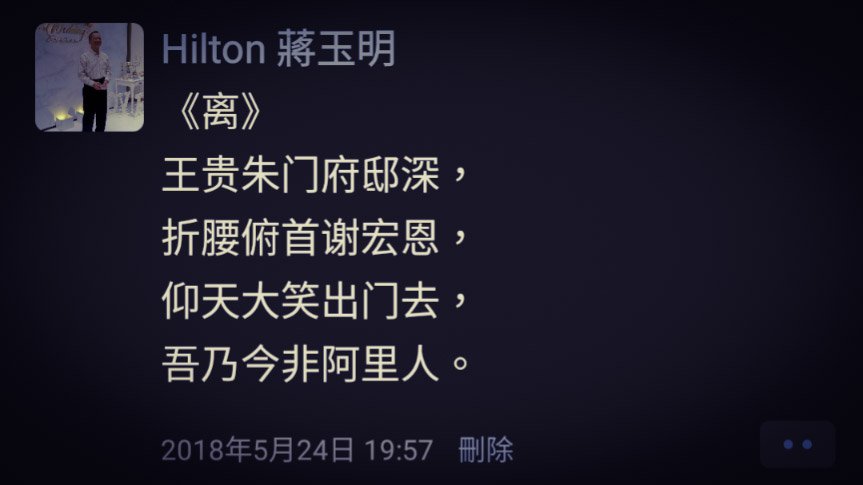 Hilton 蔣玉明
《离》
王贵朱门府邸深，
折腰俯首谢宏恩，
仰天大笑出门去，
吾乃今非阿里人。
2018年5月24日 19:57 刪除